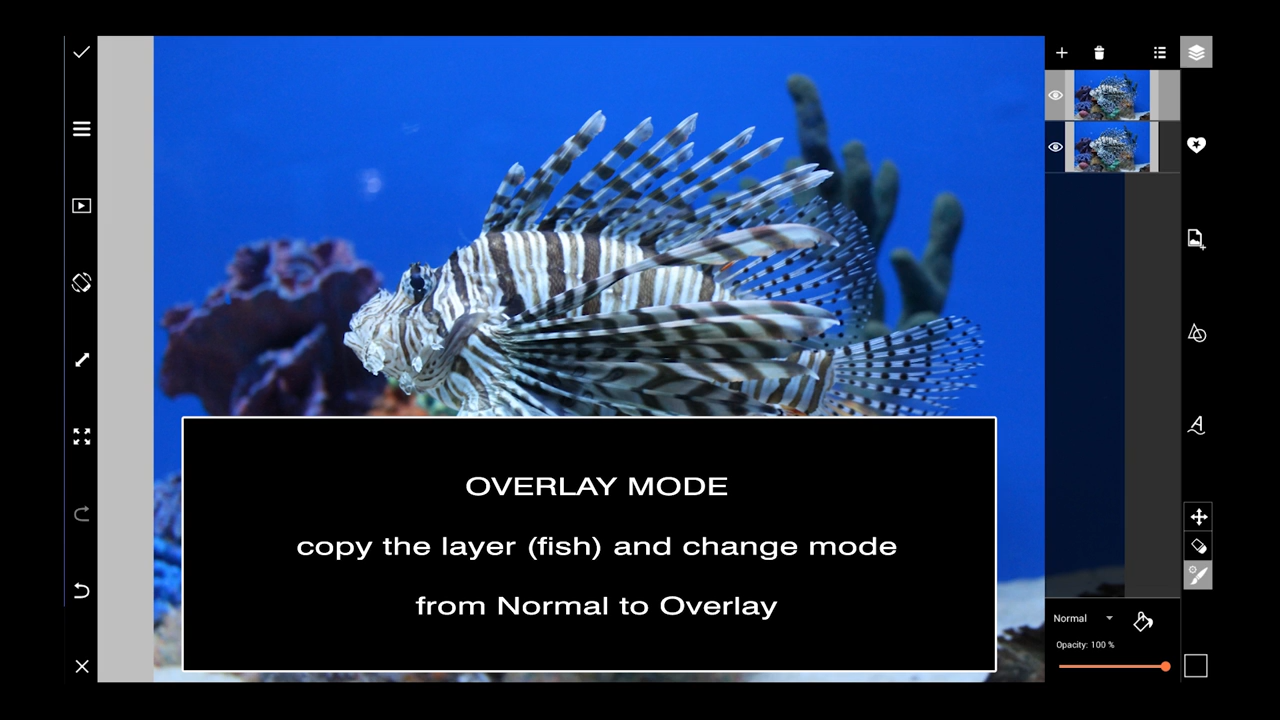 OVERLAY MODE
copy the layer (fish) and change mode
from Normal to Overlay
Normal
Opacity: 100 %